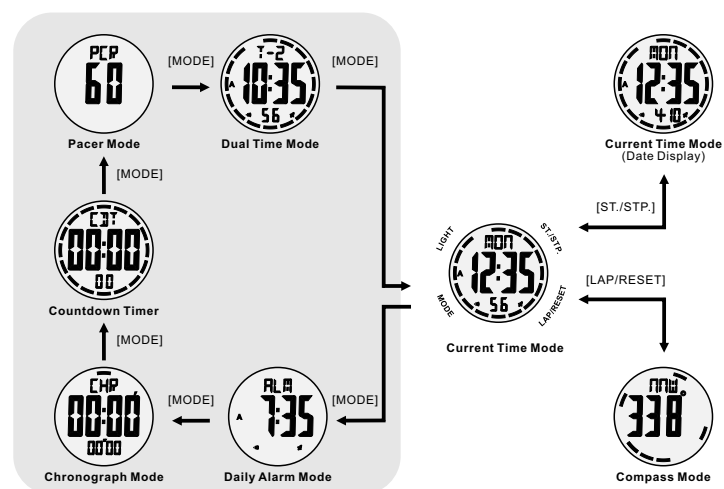 PCR
60
Pacer Mode
[MODE]
T-2
A
10:35
56
Dual Time Mode
[MODE]
MON
A
12:35
4 10
Current Time Mode
(Date Display)
[MODE]
CDT
00:00
00
Countdown Timer
[ST./STP.]
LIGHT
ST./STP.
MON
A
12:35
56
MODE
LAP/RESET
Current Time Mode
[LAP/RESET]
[MODE]
CHR
00:00
00'00
Chronograph Mode
[MODE]
ALM
A
7:35
Daily Alarm Mode
[MODE]
NNW
338°
Compass Mode